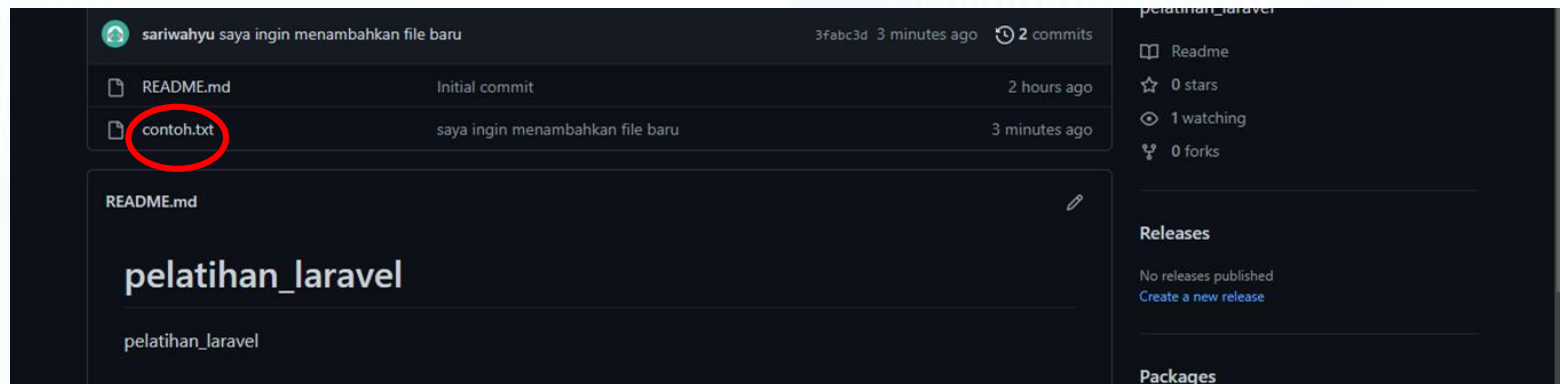 pelatihan_laravel
sariwahyu saya ingin menambahkan file baru 3fabc3d 3 minutes ago 2 commits
README.md Initial commit 2 hours ago
contoh.txt saya ingin menambahkan file baru 3 minutes ago
README.md
pelatihan_laravel
pelatihan_laravel
Readme
0 stars
1 watching
0 forks
Releases
No releases published
Create a new release
Packages